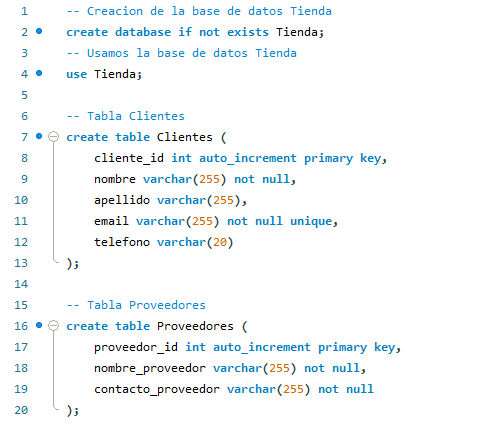 1 -- Creacion de la base de datos Tienda
2 create database if not exists Tienda;
3 -- Usamos la base de datos Tienda
4 use Tienda;
5
6 -- Tabla Clientes
7 create table Clientes (
8 cliente_id int auto_increment primary key,
9 nombre varchar(255) not null,
10 apellido varchar(255),
11 email varchar(255) not null unique,
12 telefono varchar(20)
13 );
14
15 -- Tabla Proveedores
16 create table Proveedores (
17 proveedor_id int auto_increment primary key,
18 nombre_proveedor varchar(255) not null,
19 contacto_proveedor varchar(255) not null
20 );